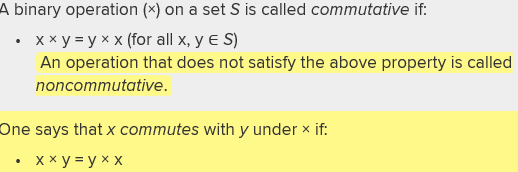 A binary operation (×) on a set S is called commutative if:
• x × y = y × x (for all x, y ∈ S)
An operation that does not satisfy the above property is called
noncommutative.
One says that x commutes with y under × if:
• x × y = y × x